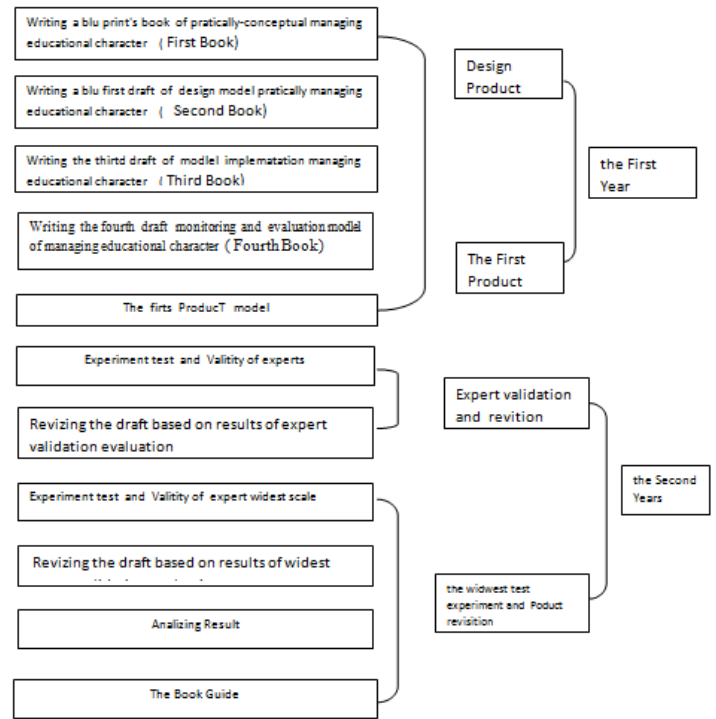 Writing a blu print's book of pratically-conceptual managing
educational character ( First Book)
Writing a blu first draft of design model pratically managing
educational character ( Second Book)
Writing the thirtd draft of modlel implematation managing
educational character ( Third Book)
Writing the fourth draft monitoring and evaluation model
of managing educational character ( Fourth Book)
The firts ProducT model
Experiment test and Valitity of experts
Revizing the draft based on results of expert
validation evaluation
Experiment test and Valitity of expert widest scale
Revizing the draft based on results of widest
Analizing Result
The Book Guide
Design
Product
The First
Product
Expert validation
and revition
the widwest test
experiment and Poduct
revisition
the First
Year
the Second
Years